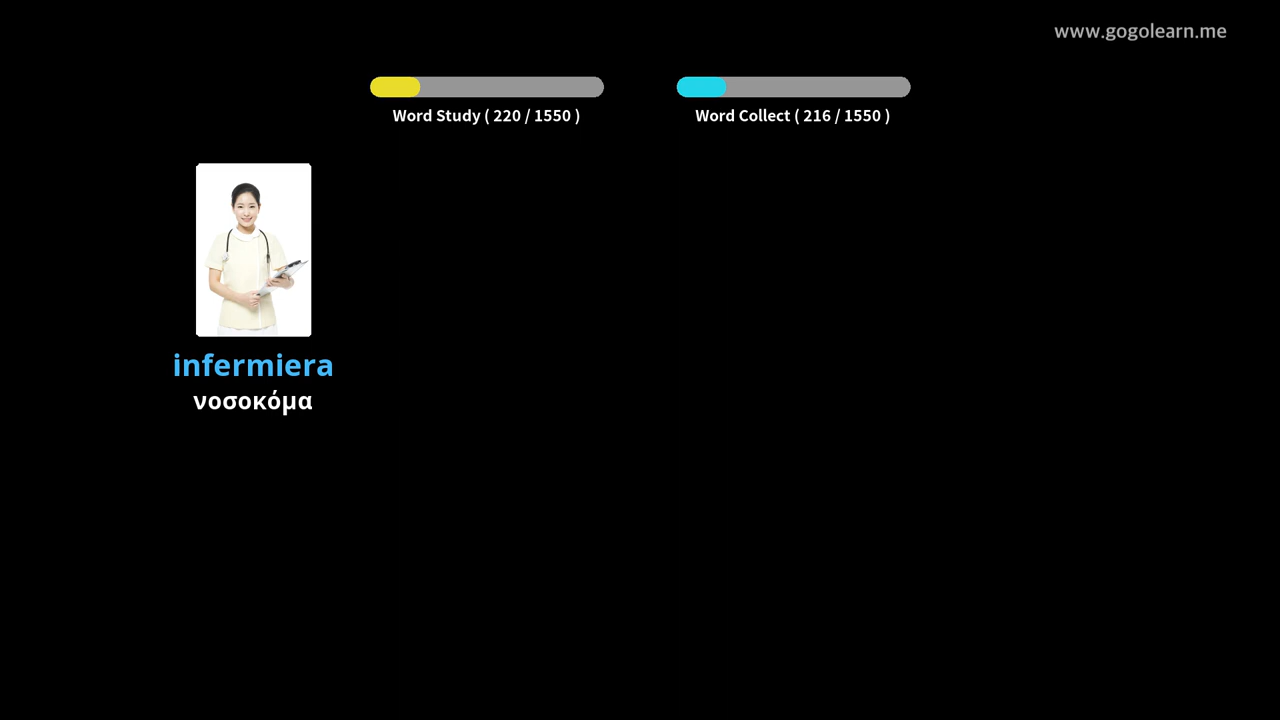 www.gogolearn.me
Word Study ( 220 / 1550 )
Word Collect ( 216 / 1550 )
infermiera
νοσοκόμα